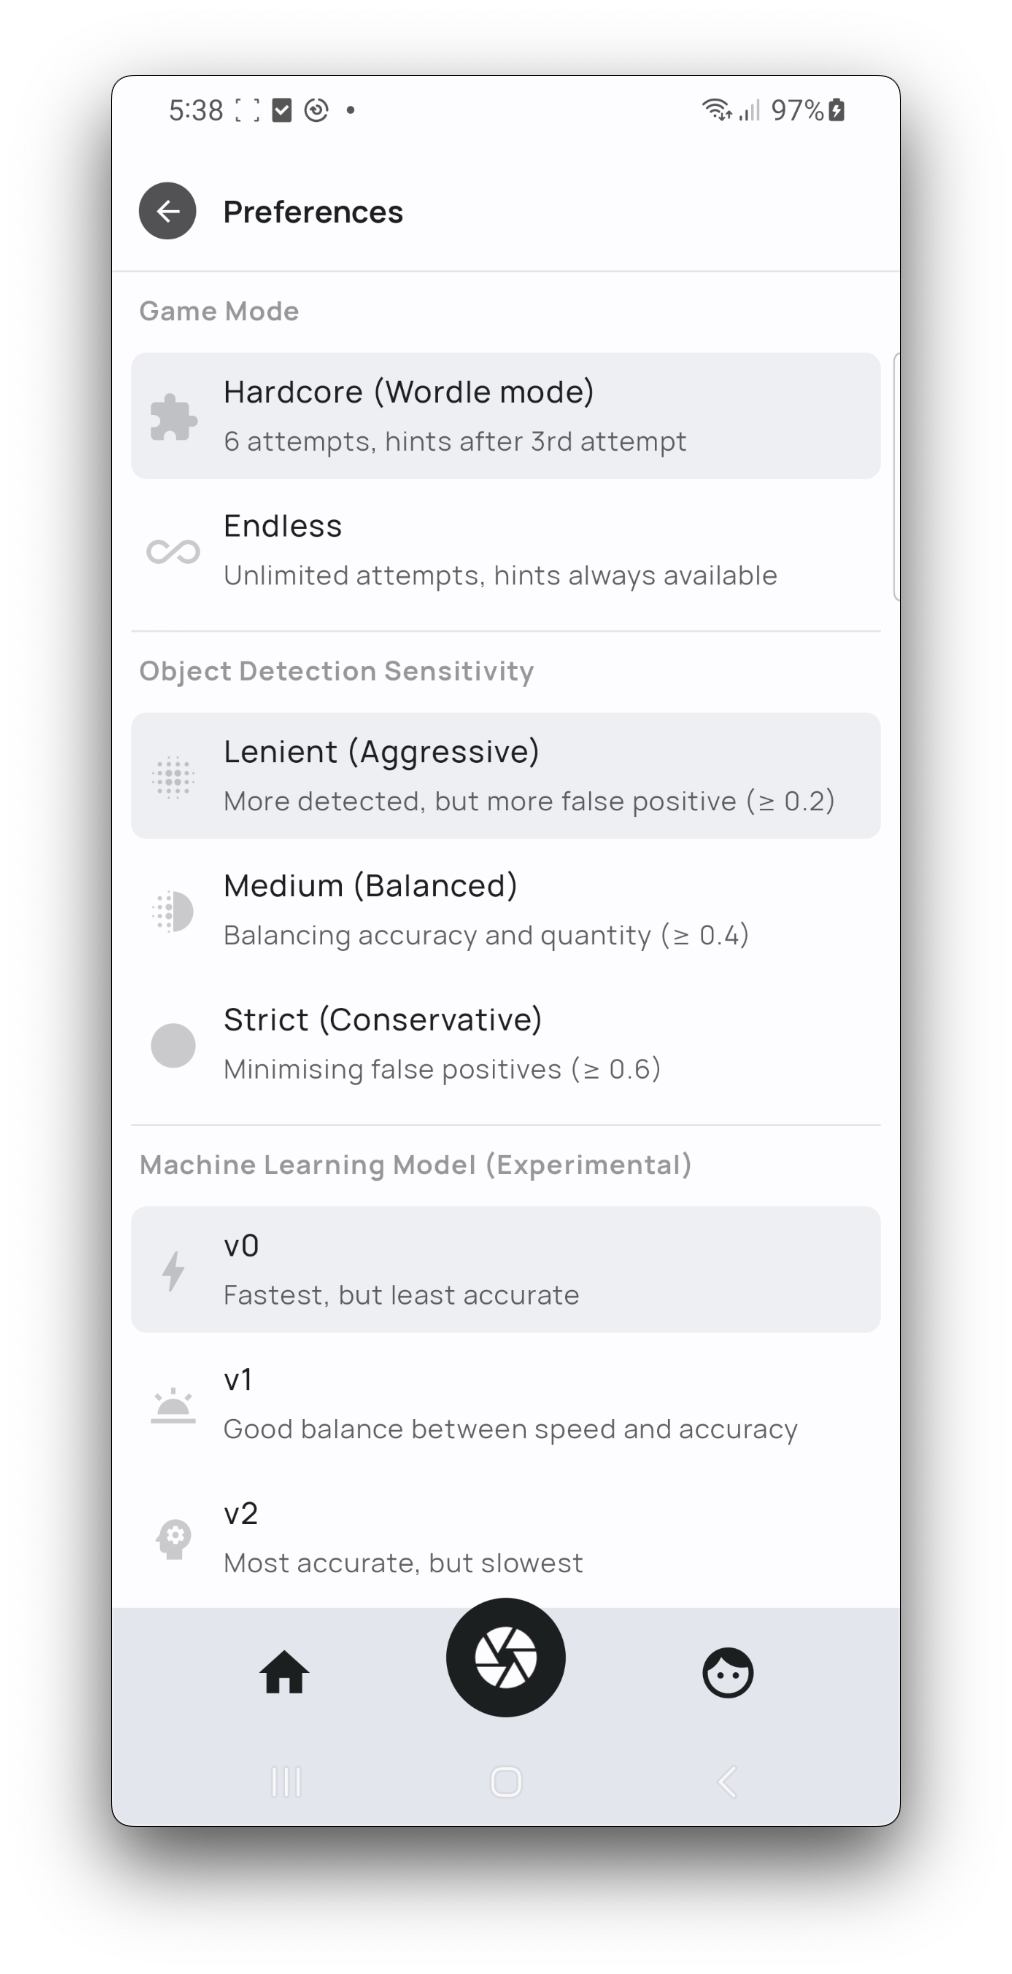 5:38 97%
Preferences
Game Mode
Hardcore (Wordle mode)
6 attempts, hints after 3rd attempt
Endless
Unlimited attempts, hints always available
Object Detection Sensitivity
Lenient (Aggressive)
More detected, but more false positive (≥ 0.2)
Medium (Balanced)
Balancing accuracy and quantity (≥ 0.4)
Strict (Conservative)
Minimising false positives (≥ 0.6)
Machine Learning Model (Experimental)
v0
Fastest, but least accurate
v1
Good balance between speed and accuracy
v2
Most accurate, but slowest